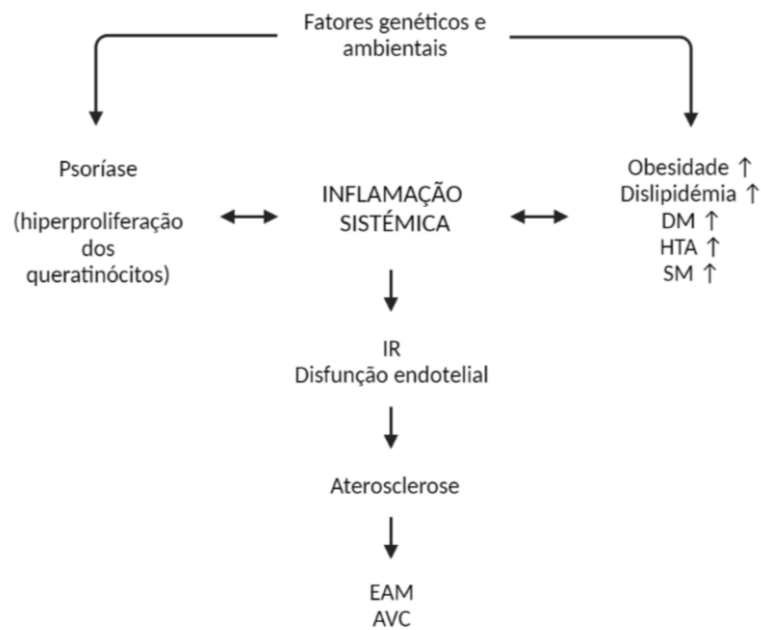 Fatores genéticos e
ambientais
Psoríase
(hiperproliferação
dos
queratinócitos)
INFLAMAÇÃO
SISTÉMICA
Obesidade ↑
Dislipidémia ↑
DM ↑
HTA ↑
SM ↑
IR
Disfunção endotelial
Aterosclerose
EAM
AVC